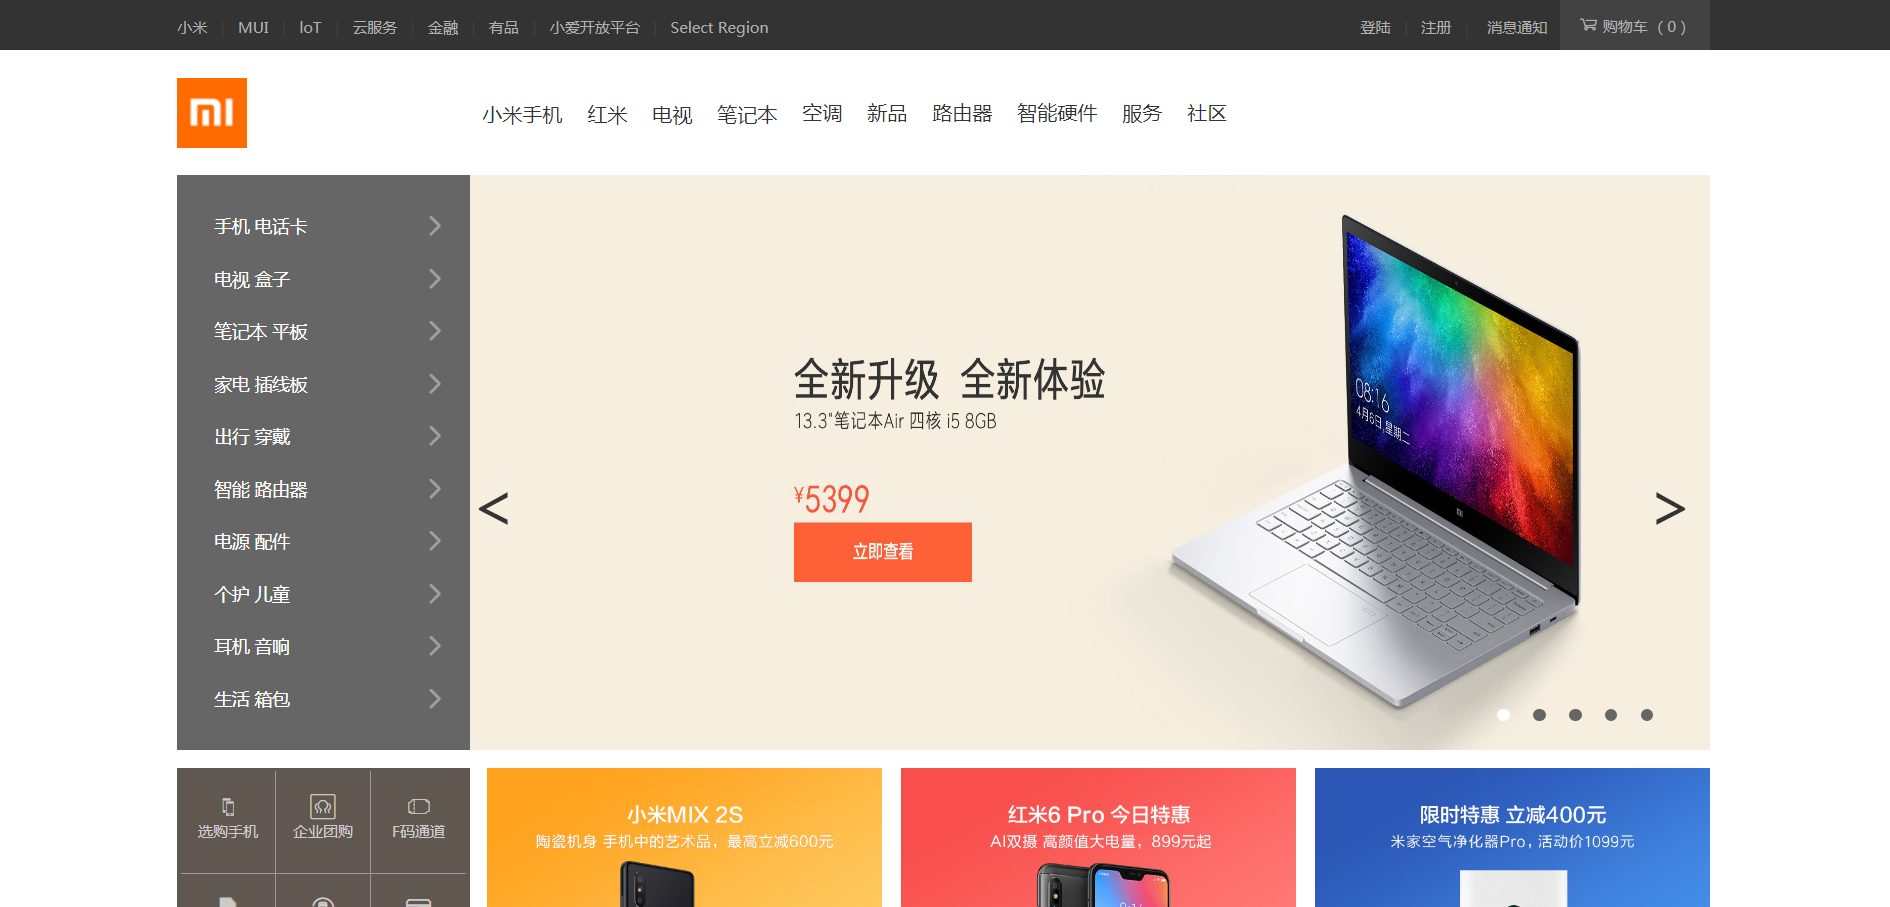 小米 MUI loT 云服务 金融 有品 小爱开放平台 Select Region 登陆 注册 消息通知 购物车 ( 0 )
mi
小米手机 红米 电视 笔记本 空调 新品 路由器 智能硬件 服务 社区
手机 电话卡
电视 盒子
笔记本 平板
家电 插线板
出行 穿戴
智能 路由器
电源 配件
个护 儿童
耳机 音响
生活 箱包
全新升级 全新体验
13.3"笔记本Air 四核 i5 8GB
¥5399
立即查看
<
>
08:16
4月6日,星期二
mi
选购手机 企业团购 F码通道
小米MIX 2S
陶瓷机身 手机中的艺术品，最高立减600元
红米6 Pro 今日特惠
AI双摄 高颜值大电量，899元起
限时特惠 立减400元
米家空气净化器Pro，活动价1099元